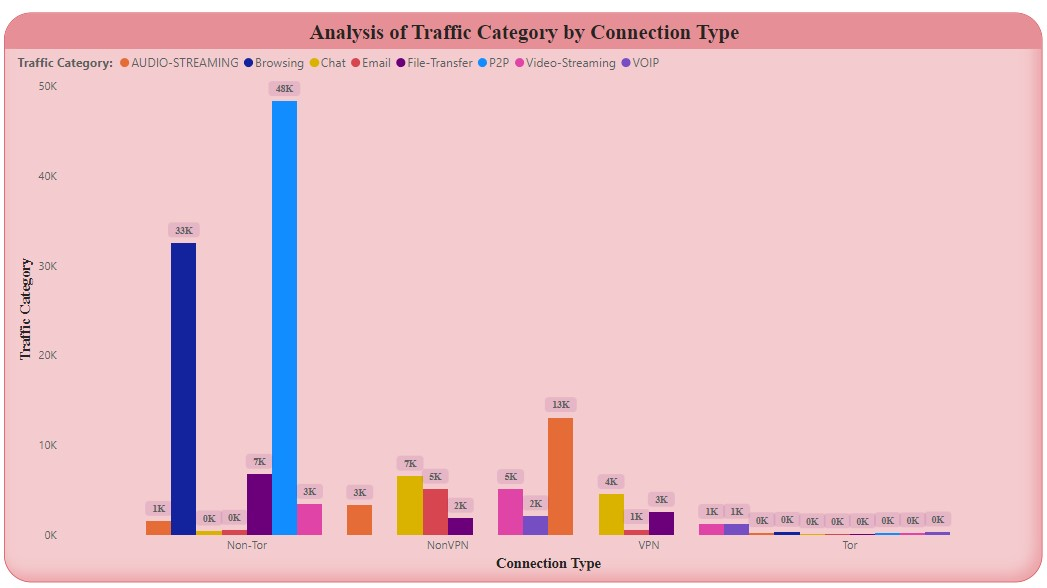 Analysis of Traffic Category by Connection Type
Traffic Category: AUDIO-STREAMING Browsing Chat Email File-Transfer P2P Video-Streaming VOIP
50K
40K
30K
20K
10K
0K
Traffic Category
1K 33K 0K 0K 7K 48K 3K
3K 7K 5K 2K 5K 2K
13K 4K 1K 3K 1K 1K
0K 0K 0K 0K 0K 0K 0K 0K
Non-Tor NonVPN VPN Tor
Connection Type